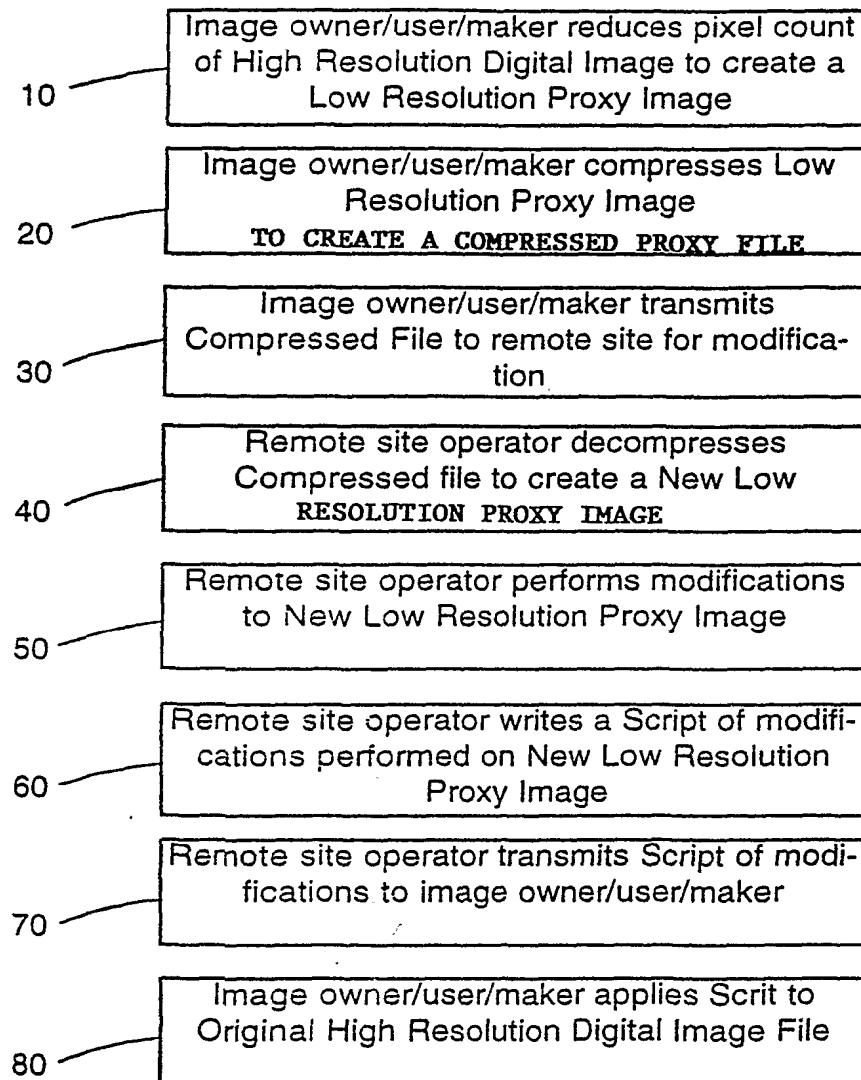 Image owner/user/maker reduces pixel count
of High Resolution Digital Image to create a
Low Resolution Proxy Image
10
Image owner/user/maker compresses Low
Resolution Proxy Image
TO CREATE A COMPRESSED PROXY FILE
20
Image owner/user/maker transmits
Compressed File to remote site for modifica-
tion
30
Remote site operator decompresses
Compressed file to create a New Low
RESOLUTION PROXY IMAGE
40
Remote site operator performs modifications
to New Low Resolution Proxy Image
50
Remote site operator writes a Script of modifi-
cations performed on New Low Resolution
Proxy Image
60
Remote site operator transmits Script of modi-
fications to image owner/user/maker
70
Image owner/user/maker applies Scrit to
Original High Resolution Digital Image File
80